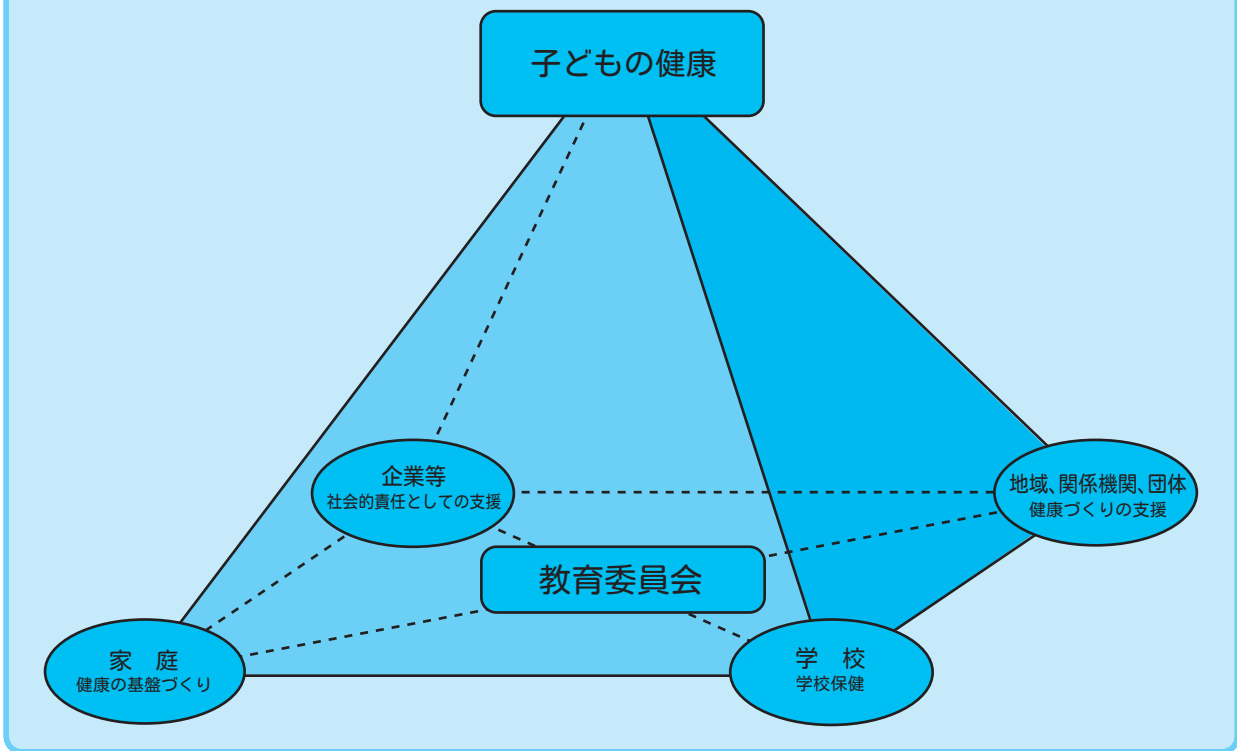 子どもの健康
企業等
社会的責任としての支援
地域、関係機関、団体
健康づくりの支援
教育委員会
家　庭
健康の基盤づくり
学　校
学校保健